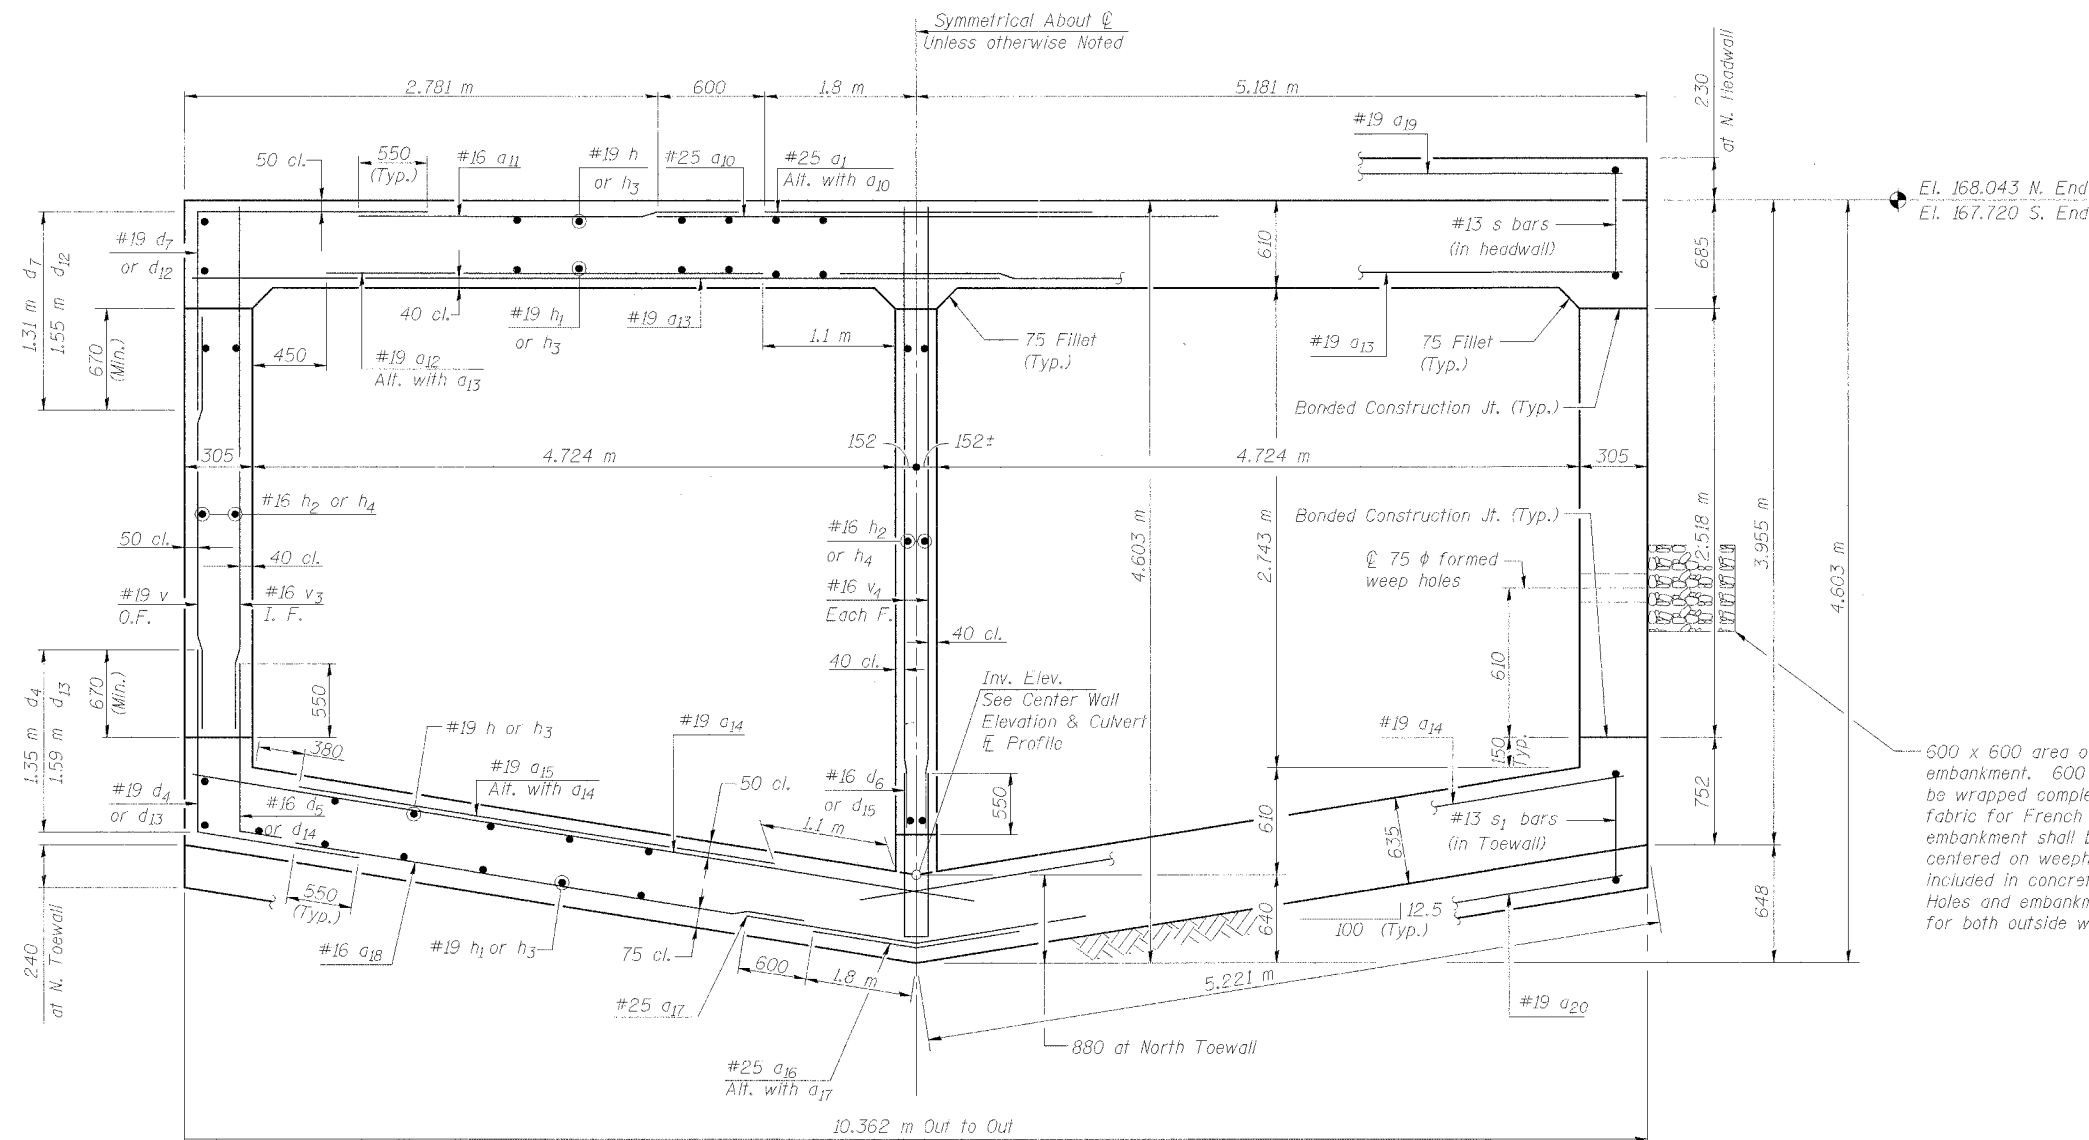 Symmetrical About ℄
Unless otherwise Noted
2.781 m
600
1.8 m
5.181 m
230
at N. Headwall
#19 a19
50 cl.
550
(Typ.)
#16 a11
#19 h
or h3
#25 a10
#25 a1
Alt. with a10
El. 168.043 N. End
El. 167.720 S. End
#19 d7
or d12
1.31 m d7
1.55 m d12
670
(Min.)
610
#13 s bars
(in headwall)
685
40 cl.
#19 h1
or h3
#19 a13
450
#19 a12
Alt. with a13
1.1 m
75 Fillet
(Typ.)
#19 a13
75 Fillet
(Typ.)
Bonded Construction Jt. (Typ.)
152
152±
305
4.724 m
4.724 m
305
#16 h2 or h4
50 cl.
40 cl.
#19 v
O.F.
#16 v3
I. F.
#16 h2
or h4
#16 v4
Each F.
40 cl.
40 cl.
4.603 m
2.743 m
Bonded Construction Jt. (Typ.)
℄ 75 ϕ formed
weep holes
2.518 m
3.955 m
4.603 m
610
150
Typ.
1.35 m d4
1.59 m d13
670
(Min.)
550
Inv. Elev.
See Center Wall
Elevation & Culvert
℄ Profile
#19 h or h3
#19 a14
#19 a14
380
#19 a15
Alt. with a14
50 cl.
#16 d6
or d15
550
#19 d4
or d13
#16 d5
or d14
1.1 m
610
635
#13 s1 bars
(in Toewall)
752
600 x 600 area o
embankment. 600
be wrapped comple
fabric for French
embankment shall b
centered on weeph
included in concret
Holes and embankm
for both outside w
550
(Typ.)
#16 a18
#19 h1 or h3
75 cl.
600
1.8 m
640
12.5
100 (Typ.)
648
240
at N. Toewall
#25 a17
5.221 m
#19 a20
880 at North Toewall
#25 a16
Alt. with a17
10.362 m Out to Out